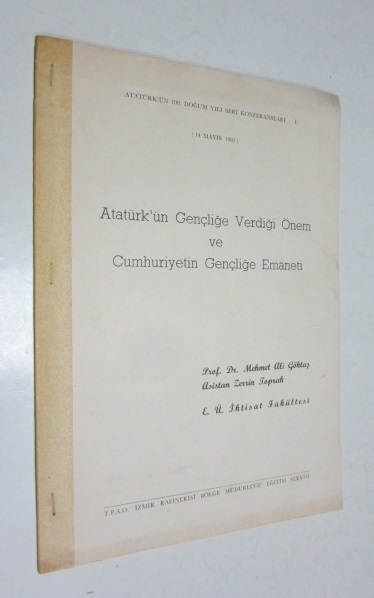 ATATÜRK'ÜN 100. DOĞUM YILI SERİ KONFERANSLARI : 1
[ 14 MAYIS 1981 ]
Atatürk'ün Gençliğe Verdiği Önem
ve
Cumhuriyetin Gençliğe Emaneti
Prof. Dr. Mehmet Ali Göktaş
Asistan Zerrin Toprak
E. Ü. İktisat Fakültesi
T.P.A.O. İZMİR RAFİNERİSİ BÖLGE MÜDÜRLÜĞÜ EĞİTİM SERVİSİ